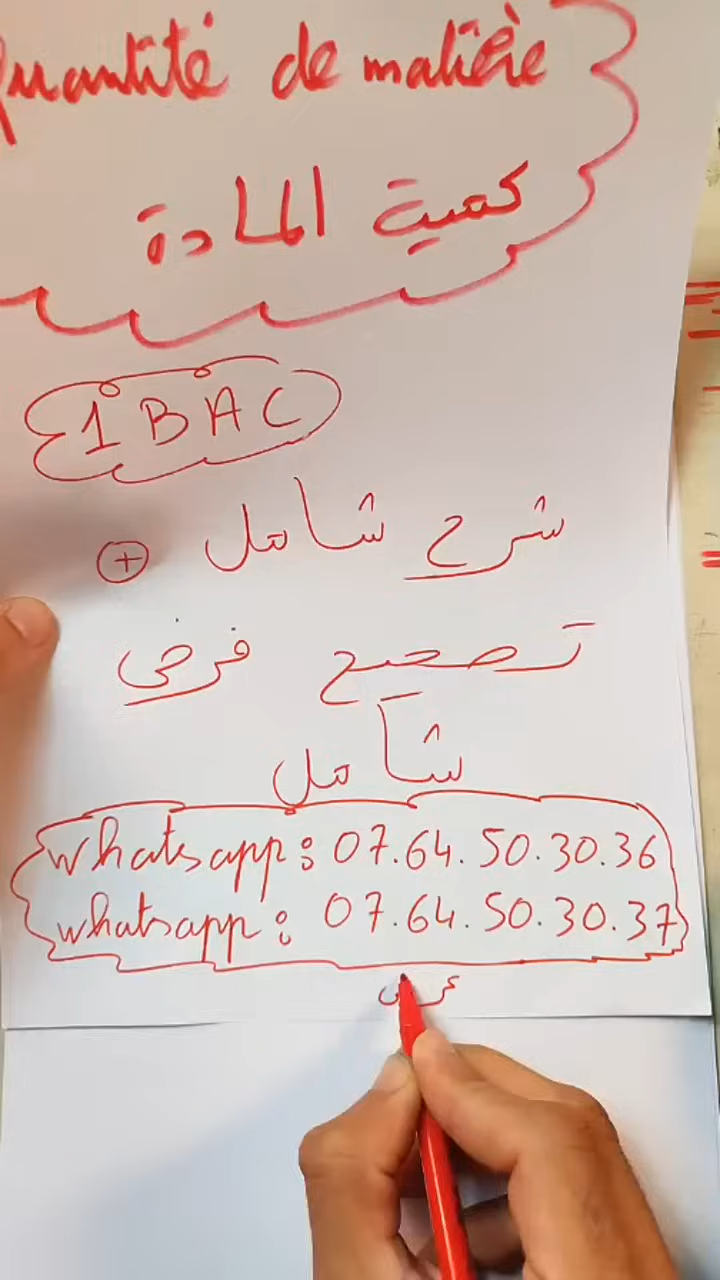 Quantité de matière
كمية المادة
1 BAC
شرح شامل +
تصحيح فرض
شامل
whatsapp: 07.64.50.30.36
whatsapp: 07.64.50.30.37